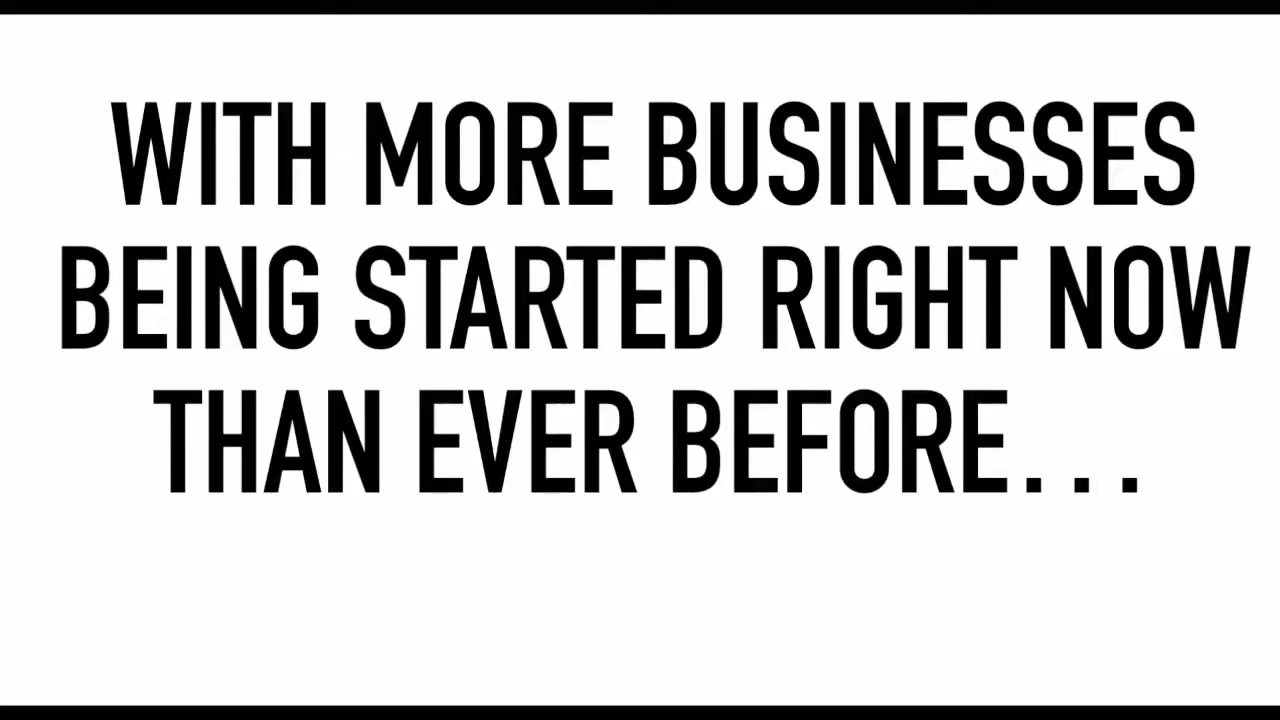 WITH MORE BUSINESSES
BEING STARTED RIGHT NOW
THAN EVER BEFORE...